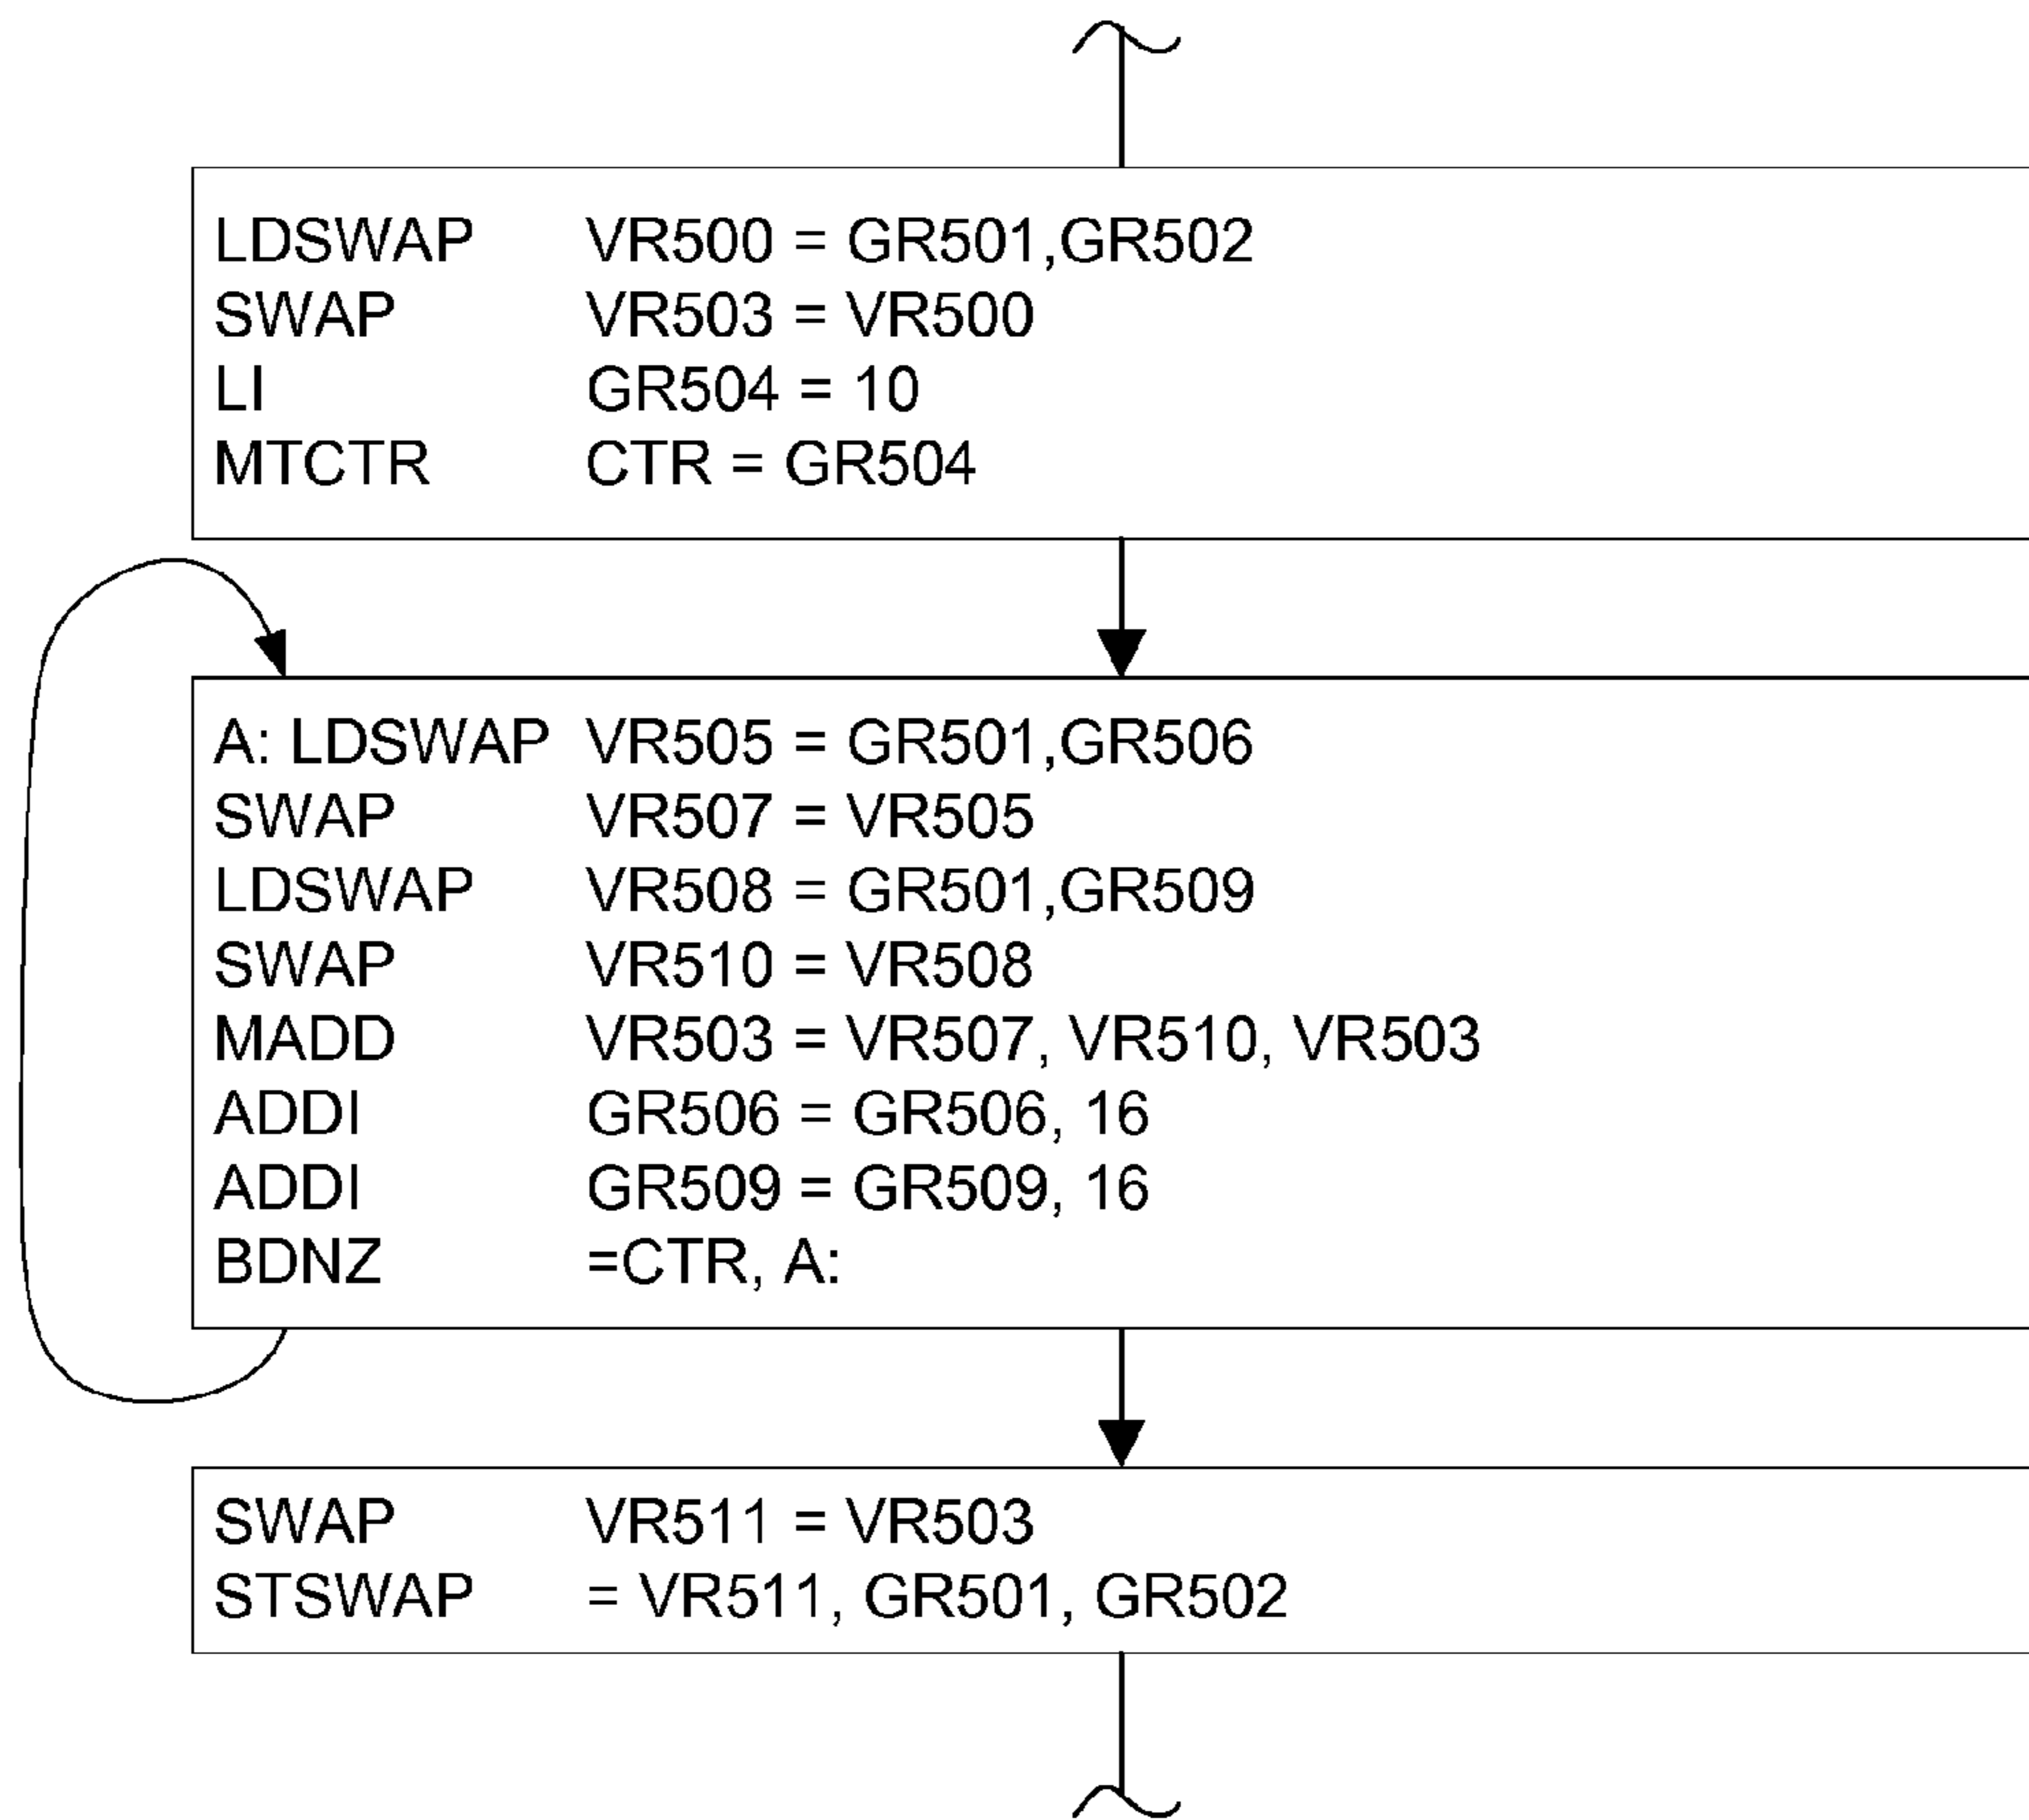 LDSWAP VR500 = GR501,GR502
SWAP VR503 = VR500
LI GR504 = 10
MTCTR CTR = GR504
A: LDSWAP VR505 = GR501,GR506
SWAP VR507 = VR505
LDSWAP VR508 = GR501,GR509
SWAP VR510 = VR508
MADD VR503 = VR507, VR510, VR503
ADDI GR506 = GR506, 16
ADDI GR509 = GR509, 16
BDNZ =CTR, A:
SWAP VR511 = VR503
STSWAP = VR511, GR501, GR502